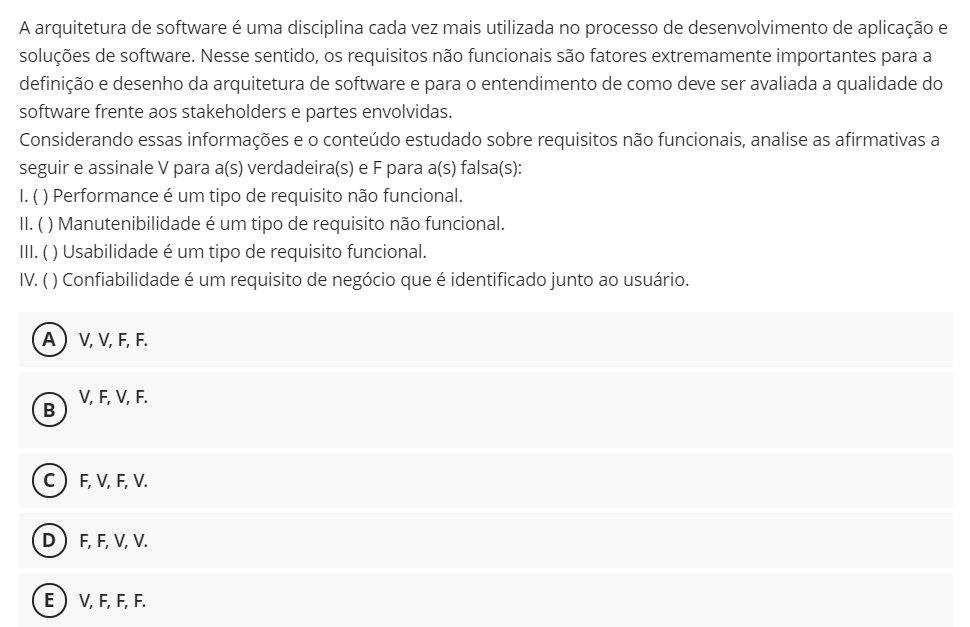 A arquitetura de software é uma disciplina cada vez mais utilizada no processo de desenvolvimento de aplicação e
soluções de software. Nesse sentido, os requisitos não funcionais são fatores extremamente importantes para a
definição e desenho da arquitetura de software e para o entendimento de como deve ser avaliada a qualidade do
software frente aos stakeholders e partes envolvidas.
Considerando essas informações e o conteúdo estudado sobre requisitos não funcionais, analise as afirmativas a
seguir e assinale V para a(s) verdadeira(s) e F para a(s) falsa(s):
I. ( ) Performance é um tipo de requisito não funcional.
II. ( ) Manutenibilidade é um tipo de requisito não funcional.
III. ( ) Usabilidade é um tipo de requisito funcional.
IV. ( ) Confiabilidade é um requisito de negócio que é identificado junto ao usuário.
A V, V, F, F.
B V, F, V, F.
C F, V, F, V.
D F, F, V, V.
E V, F, F, F.